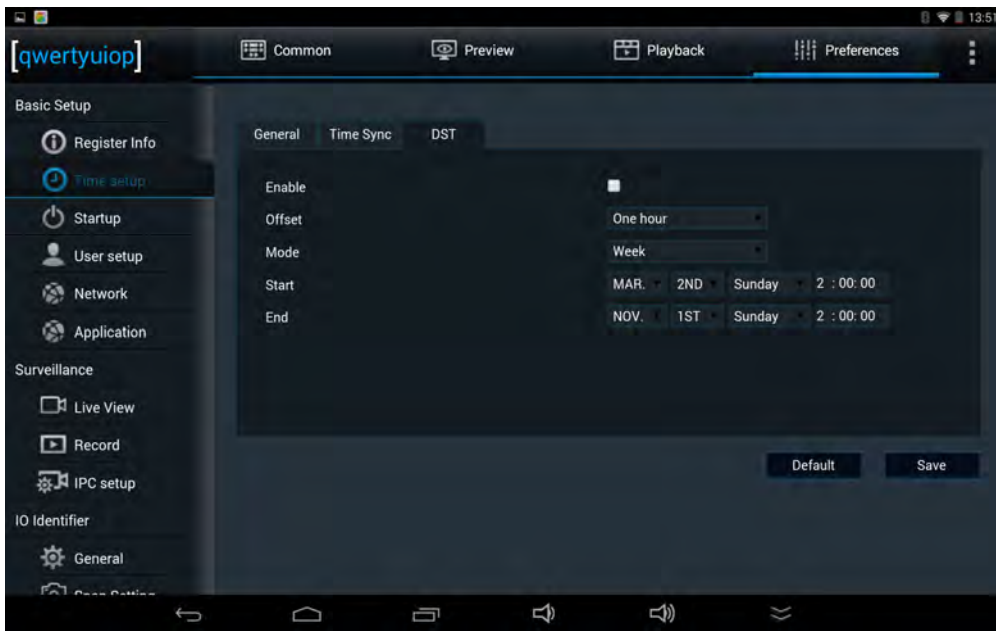 13:51
[qwertyuiop]
Common
Preview
Playback
Preferences
Basic Setup
Register Info
Time setup
Startup
User setup
Network
Application
Surveillance
Live View
Record
IPC setup
IO Identifier
General
General Time Sync DST
Enable
Offset One hour
Mode Week
Start MAR. 2ND Sunday 2 : 00: 00
End NOV. 1ST Sunday 2 : 00: 00
Default Save